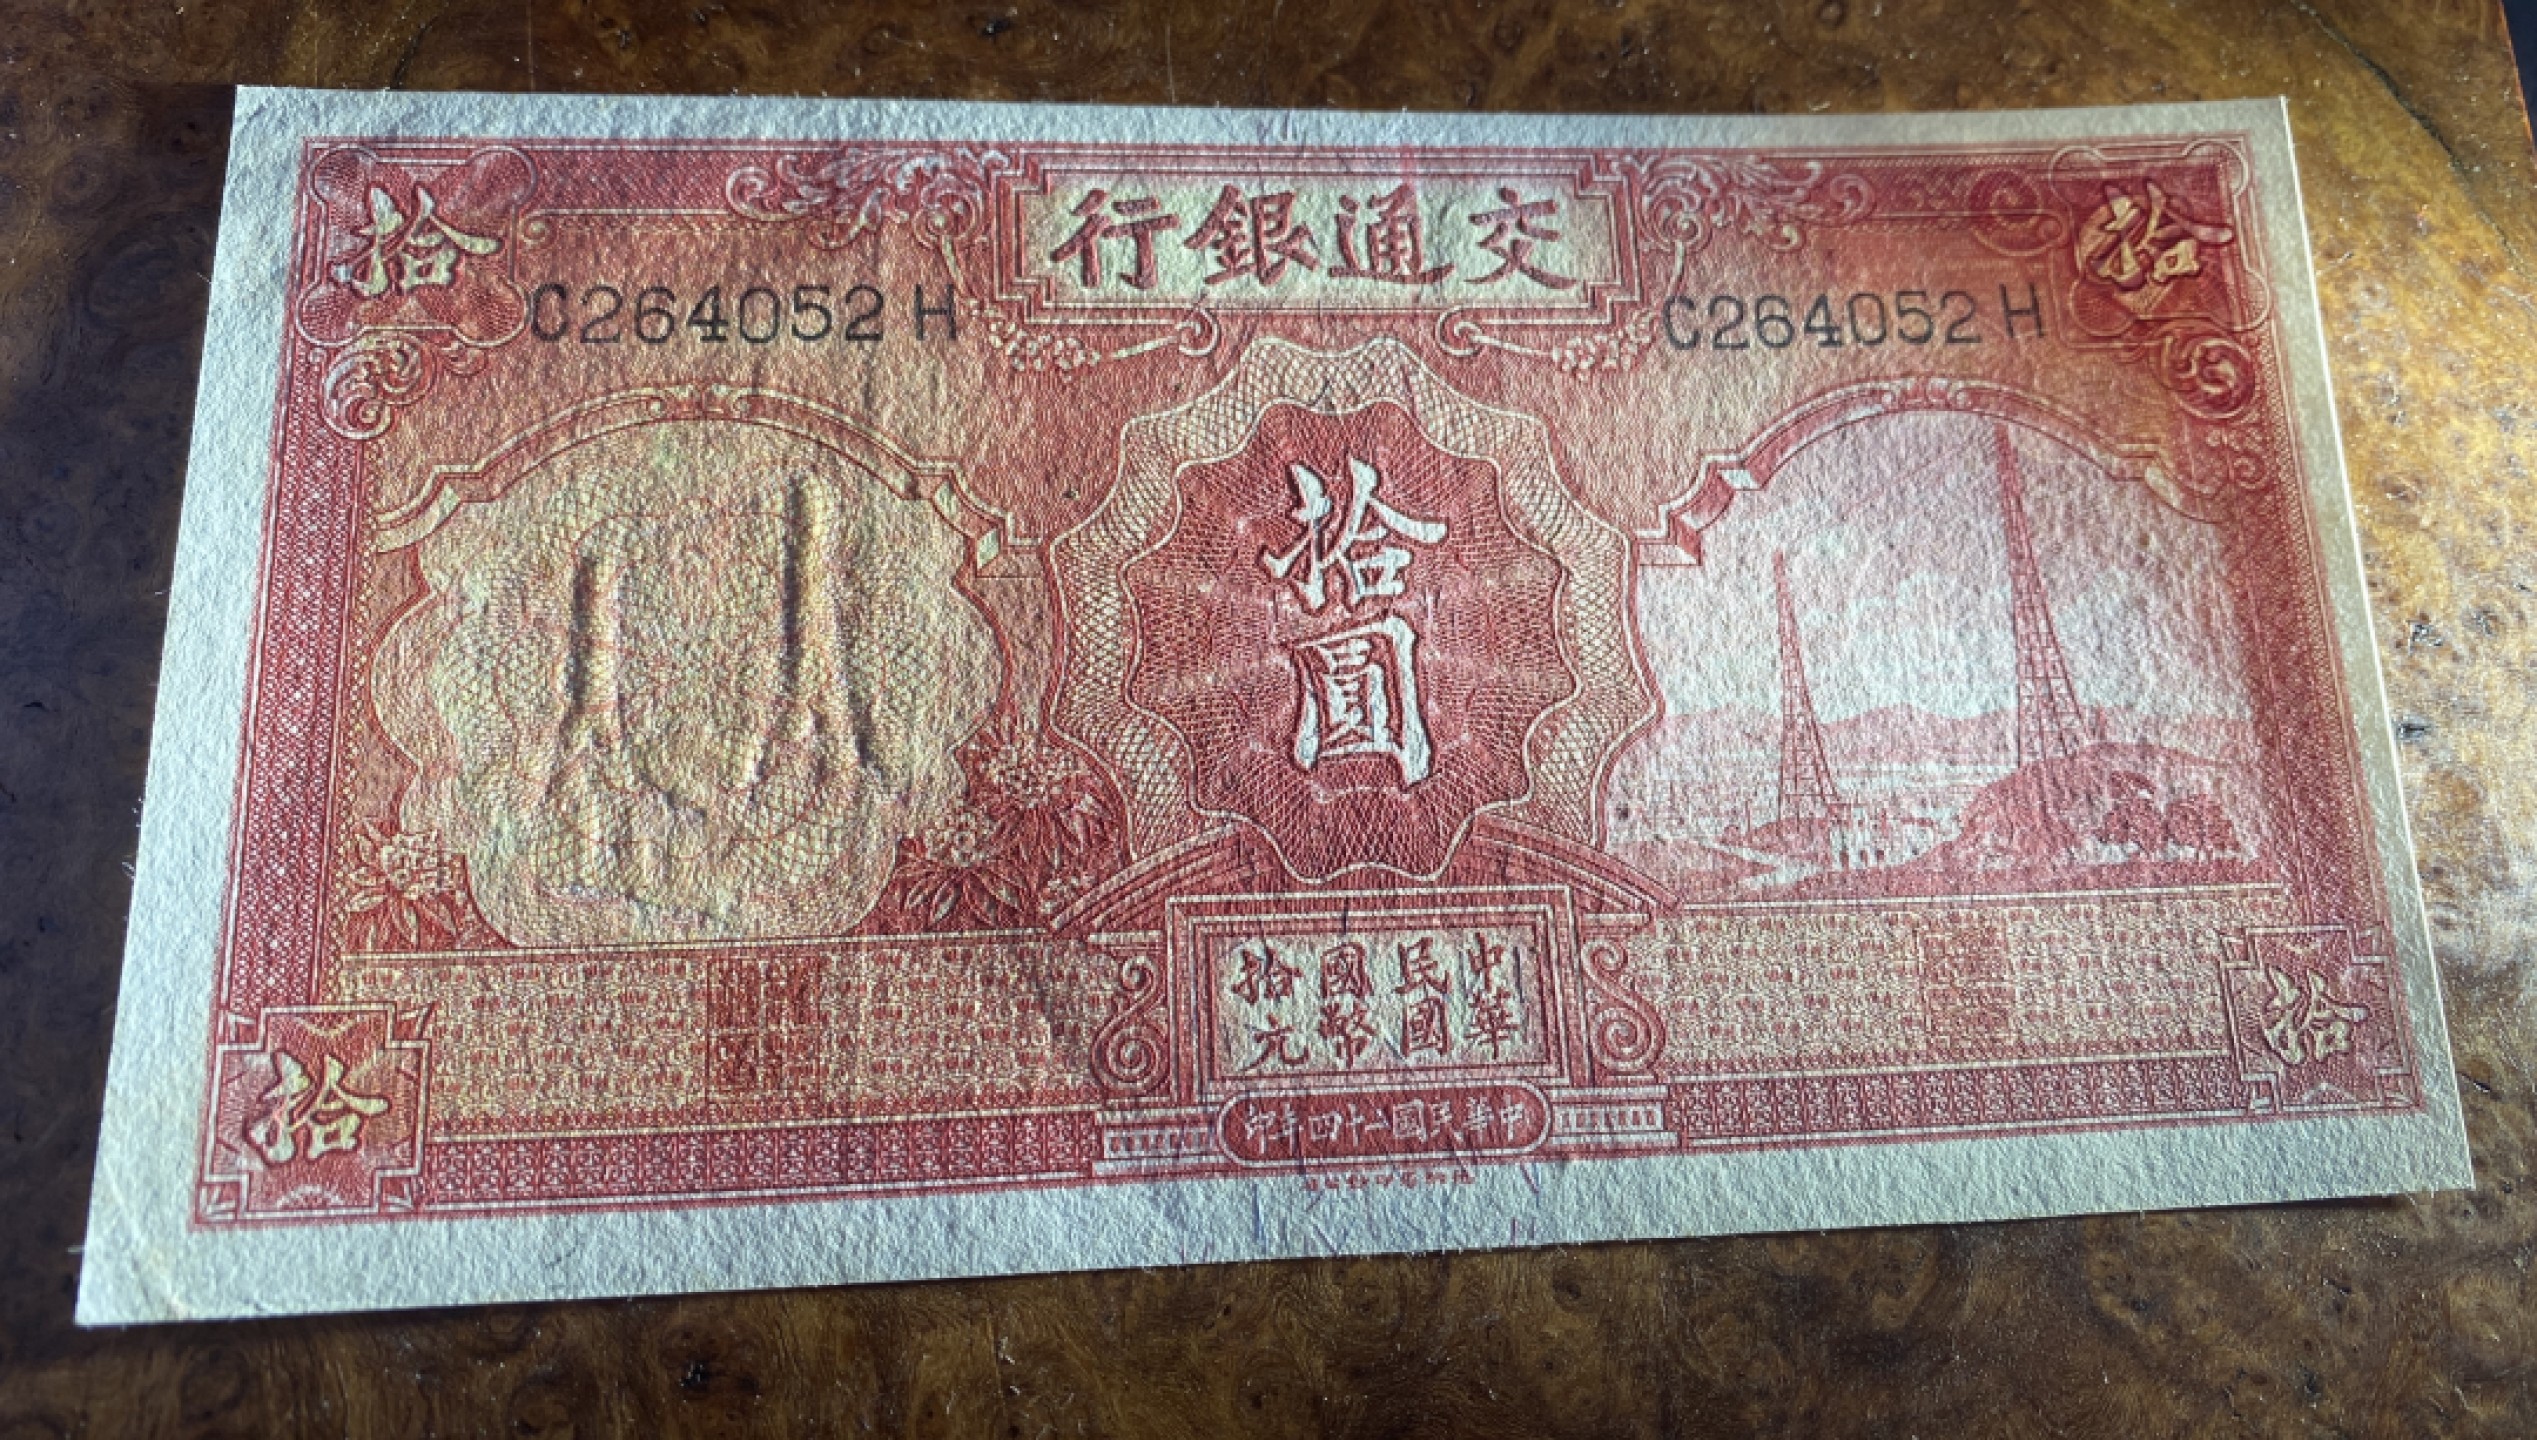 交通銀行
拾
拾
C264052 H
C264052 H
拾圓
中華
民國
國幣
拾元
拾
拾
中華民國二十四年印